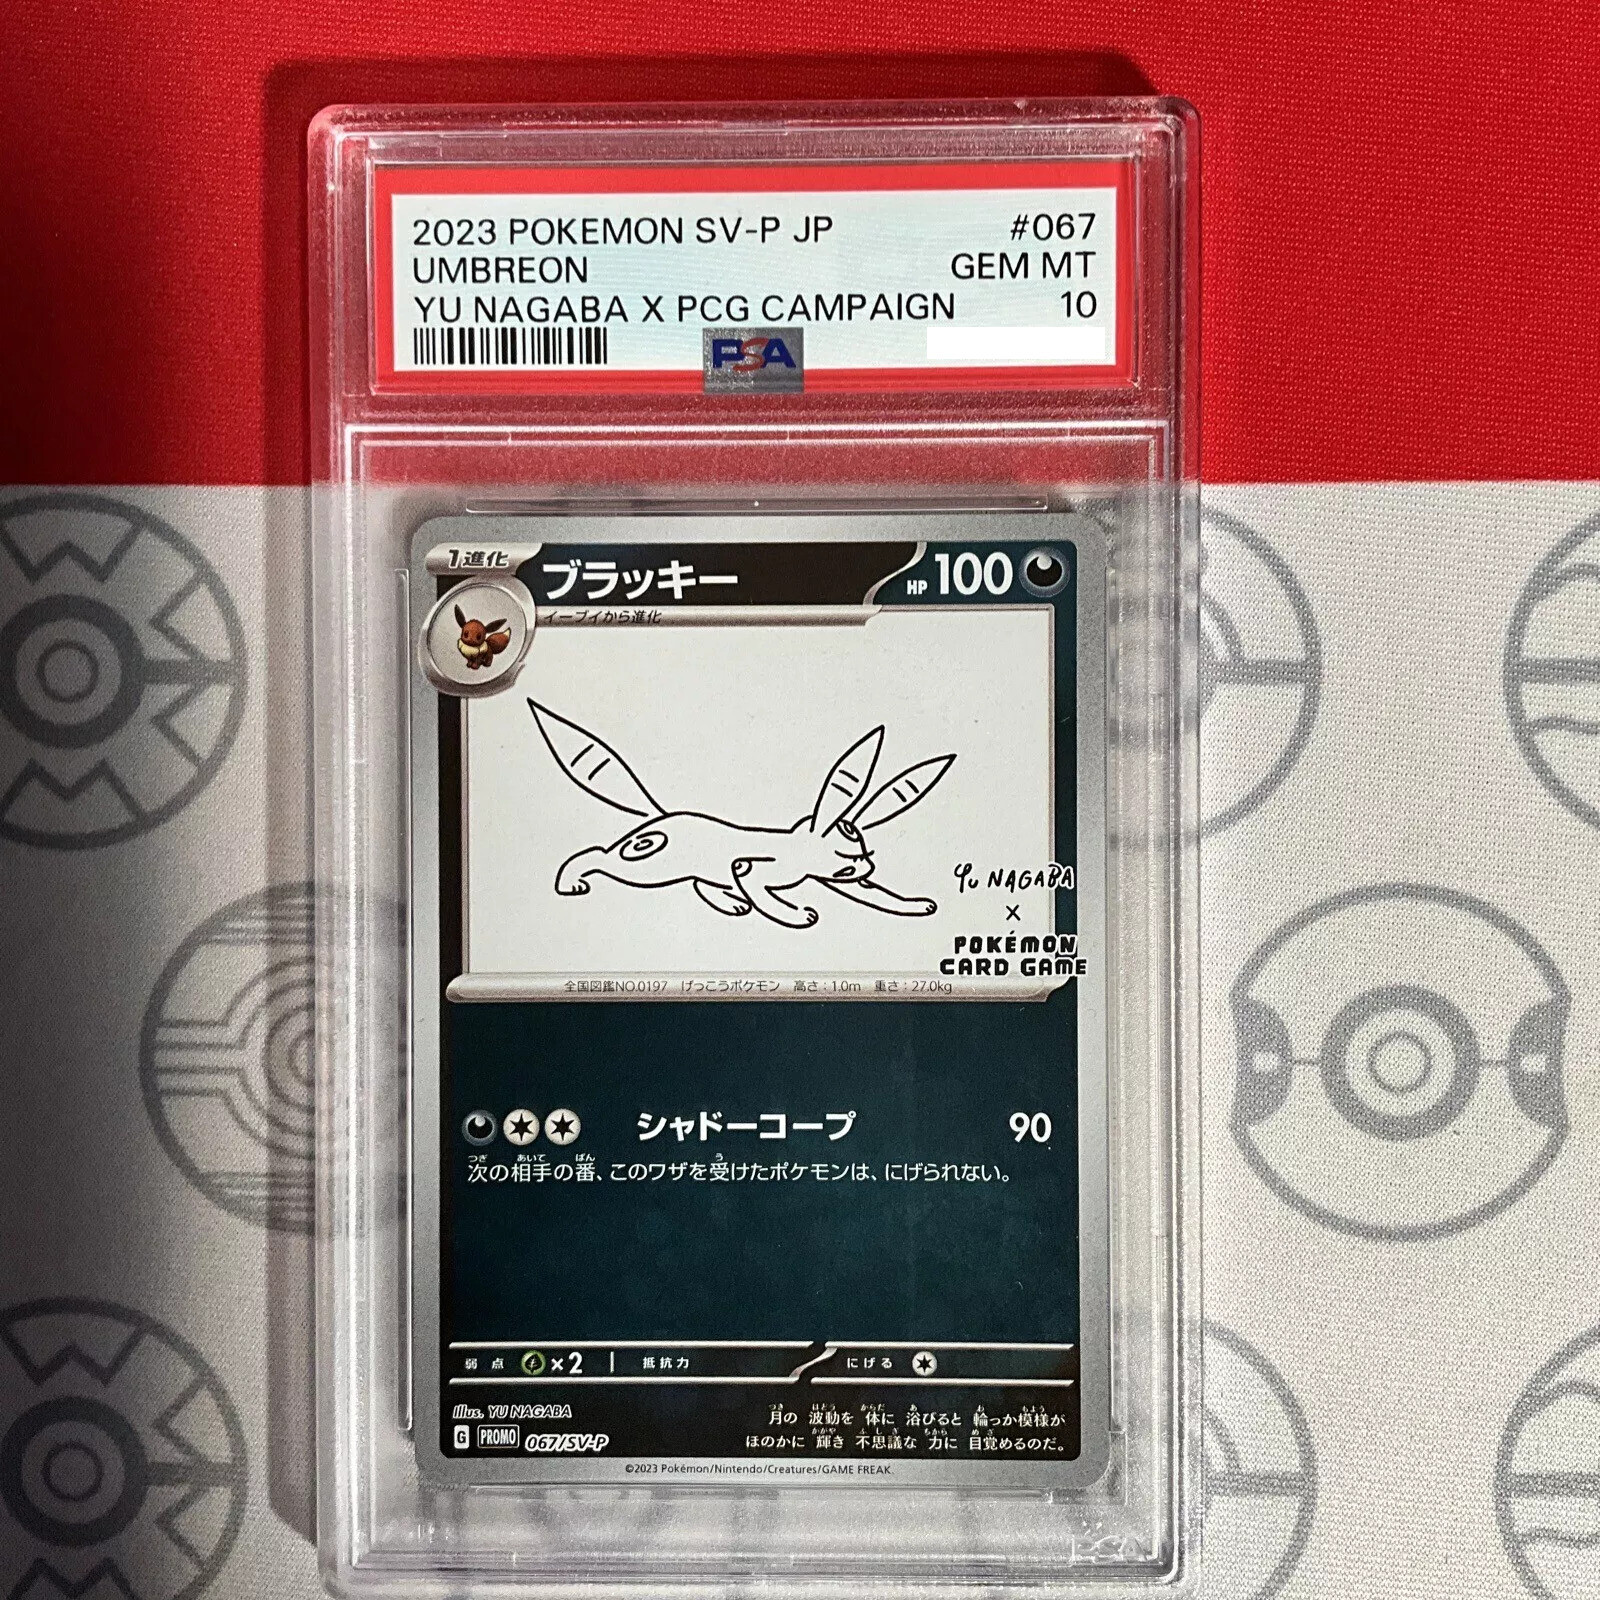 2023 POKEMON SV-P JP #067
UMBREON GEM MT
YU NAGABA X PCG CAMPAIGN 10
PSA
1進化
ブラッキー
HP 100
イーブイから進化
Yu NAGABA
×
POKÉMON
CARD GAME
全国図鑑NO.0197 げっこうポケモン 高さ:1.0m 重さ:27.0kg
シャドーコープ 90
次の相手の番、このワザを受けたポケモンは、にげられない。
弱点 ×2 抵抗力 にげる
Illus. YU NAGABA
G PROMO 067/SV-P
月の 波動を 体に 浴びると 輪っか模様が
ほのかに 輝き 不思議な 力に 目覚めるのだ。
©2023 Pokémon/Nintendo/Creatures/GAME FREAK.